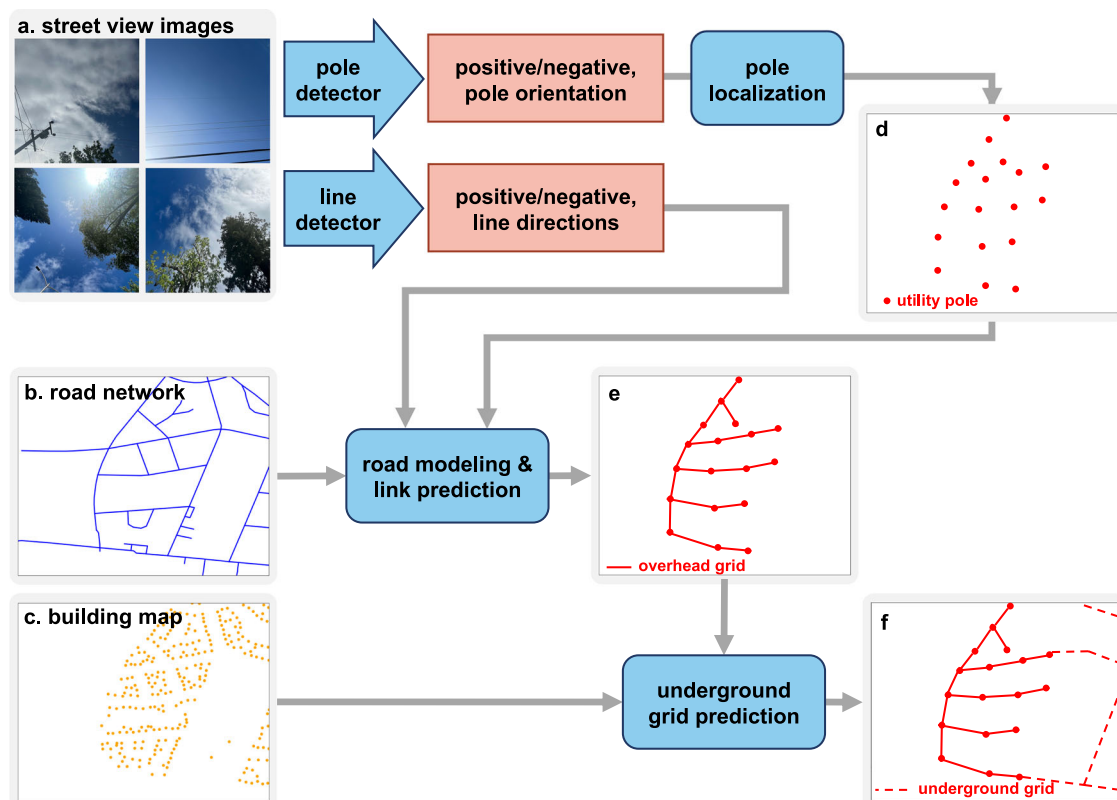 a. street view images
pole
detector
positive/negative,
pole orientation
pole
localization
d
utility pole
line
detector
positive/negative,
line directions
b. road network
road modeling &
link prediction
e
overhead grid
c. building map
underground
grid prediction
f
underground grid